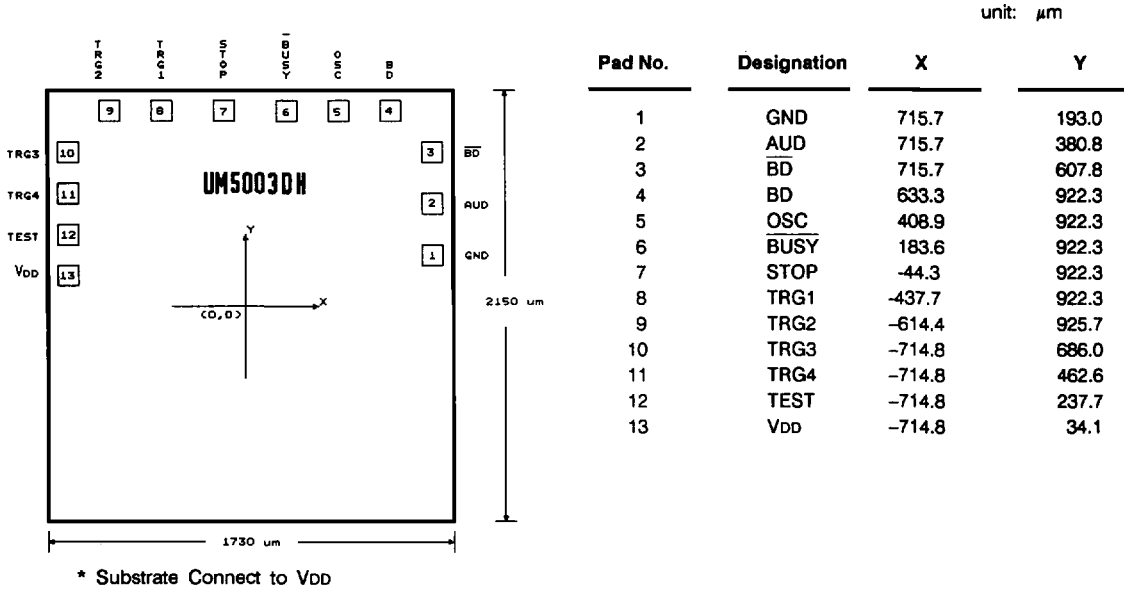 unit: μm
TRG2 TRG1 STOP B̅U̅S̅Y̅ OSC BD
9 8 7 6 5 4
TRG3 10 3 B̅D̅
TRG4 11 UM5003DH 2 AUD
TEST 12 Y 1 GND
VDD 13
X
(0,0)
2150 um
1730 um
* Substrate Connect to VDD
Pad No. Designation X Y
1 GND 715.7 193.0
2 AUD 715.7 380.8
3 B̅D̅ 715.7 607.8
4 BD 633.3 922.3
5 OSC 408.9 922.3
6 B̅U̅S̅Y̅ 183.6 922.3
7 STOP -44.3 922.3
8 TRG1 -437.7 922.3
9 TRG2 –614.4 925.7
10 TRG3 –714.8 686.0
11 TRG4 –714.8 462.6
12 TEST –714.8 237.7
13 VDD –714.8 34.1